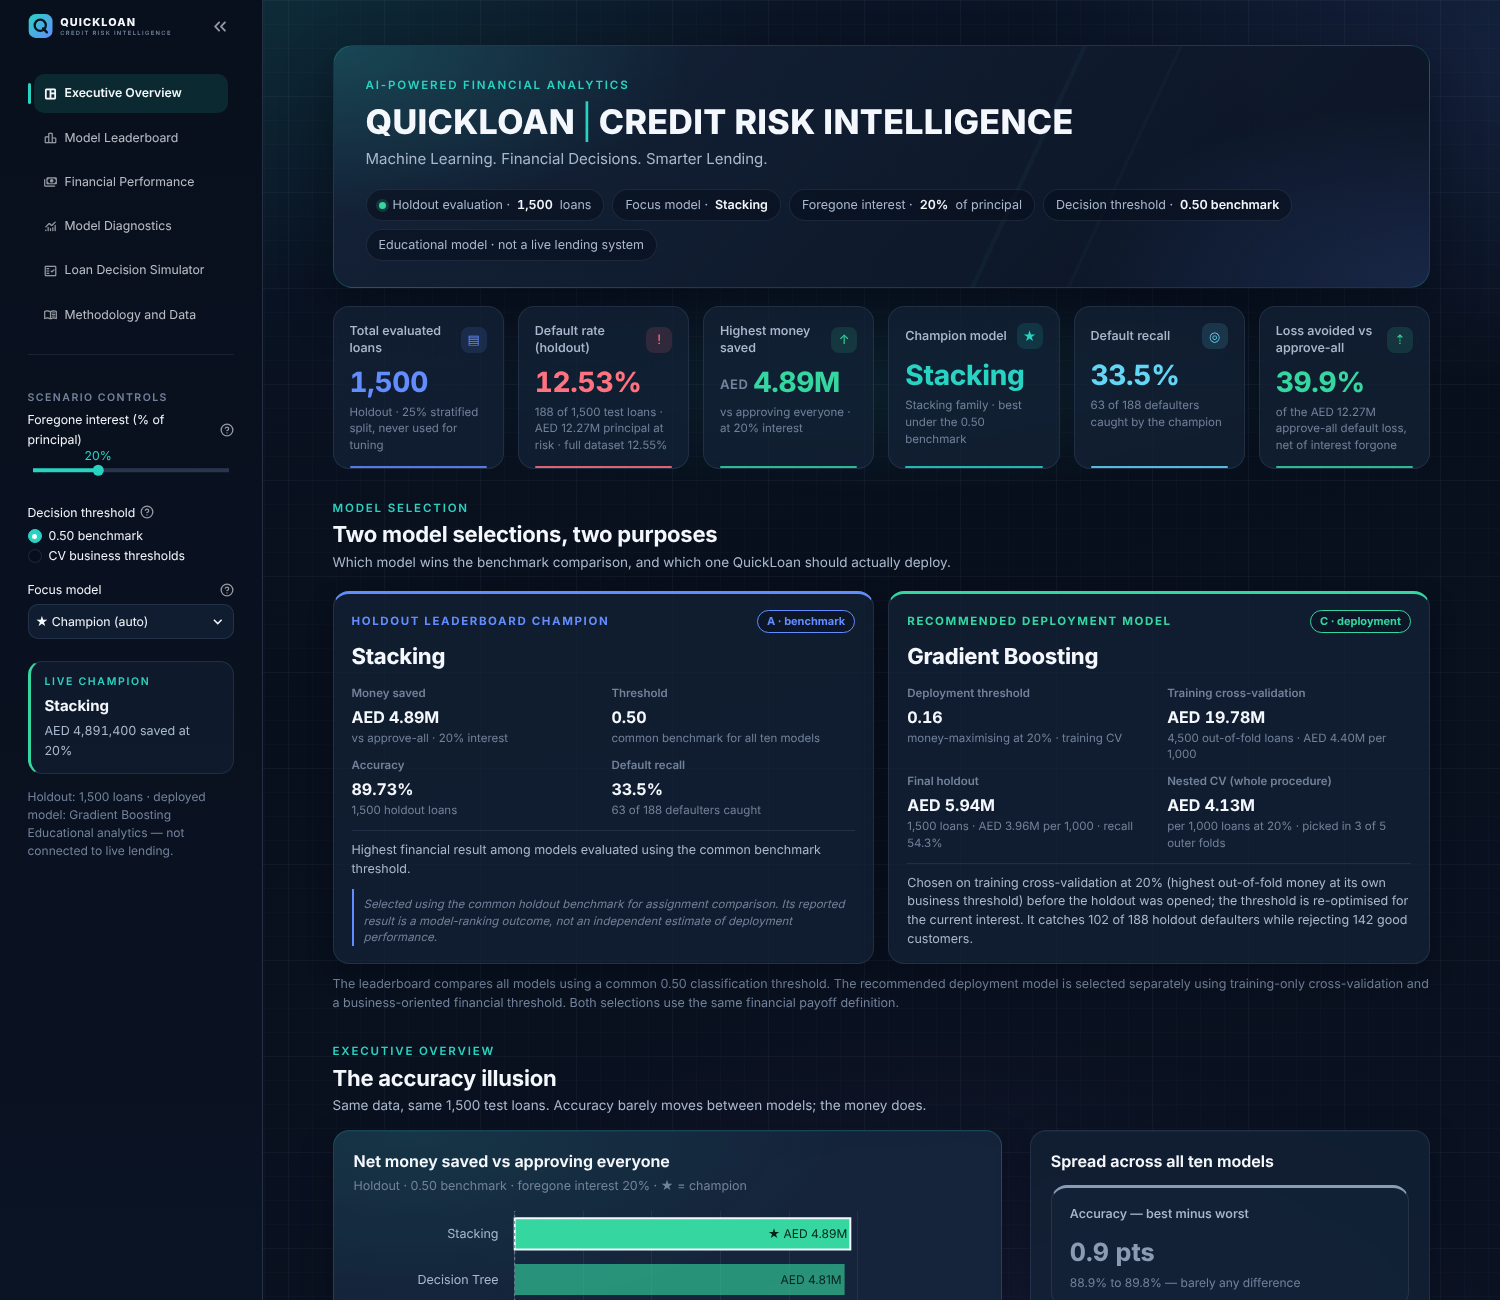 QUICKLOAN
CREDIT RISK INTELLIGENCE
Executive Overview
Model Leaderboard
Financial Performance
Model Diagnostics
Loan Decision Simulator
Methodology and Data
SCENARIO CONTROLS
Foregone interest (% of
principal)
20%
Decision threshold
0.50 benchmark
CV business thresholds
Focus model
★ Champion (auto)
LIVE CHAMPION
Stacking
AED 4,891,400 saved at
20%
Holdout: 1,500 loans · deployed
model: Gradient Boosting
Educational analytics — not
connected to live lending.
AI-POWERED FINANCIAL ANALYTICS
QUICKLOAN | CREDIT RISK INTELLIGENCE
Machine Learning. Financial Decisions. Smarter Lending.
Holdout evaluation · 1,500 loans
Focus model · Stacking
Foregone interest · 20% of principal
Decision threshold · 0.50 benchmark
Educational model · not a live lending system
Total evaluated
loans
1,500
Holdout · 25% stratified
split, never used for
tuning
Default rate
(holdout)
!
12.53%
188 of 1,500 test loans ·
AED 12.27M principal at
risk · full dataset 12.55%
Highest money
saved
↑
AED 4.89M
vs approving everyone ·
at 20% interest
Champion model
★
Stacking
Stacking family · best
under the 0.50
benchmark
Default recall
◎
33.5%
63 of 188 defaulters
caught by the champion
Loss avoided vs
approve-all
↑
39.9%
of the AED 12.27M
approve-all default loss,
net of interest forgone
MODEL SELECTION
Two model selections, two purposes
Which model wins the benchmark comparison, and which one QuickLoan should actually deploy.
HOLDOUT LEADERBOARD CHAMPION
A · benchmark
Stacking
Money saved
AED 4.89M
vs approve-all · 20% interest
Threshold
0.50
common benchmark for all ten models
Accuracy
89.73%
1,500 holdout loans
Default recall
33.5%
63 of 188 defaulters caught
Highest financial result among models evaluated using the common benchmark
threshold.
Selected using the common holdout benchmark for assignment comparison. Its reported
result is a model-ranking outcome, not an independent estimate of deployment
performance.
RECOMMENDED DEPLOYMENT MODEL
C · deployment
Gradient Boosting
Deployment threshold
0.16
money-maximising at 20% · training CV
Training cross-validation
AED 19.78M
4,500 out-of-fold loans · AED 4.40M per
1,000
Final holdout
AED 5.94M
1,500 loans · AED 3.96M per 1,000 · recall
54.3%
Nested CV (whole procedure)
AED 4.13M
per 1,000 loans at 20% · picked in 3 of 5
outer folds
Chosen on training cross-validation at 20% (highest out-of-fold money at its own
business threshold) before the holdout was opened; the threshold is re-optimised for
the current interest. It catches 102 of 188 holdout defaulters while rejecting 142 good
customers.
The leaderboard compares all models using a common 0.50 classification threshold. The recommended deployment model is selected separately using training-only cross-validation and
a business-oriented financial threshold. Both selections use the same financial payoff definition.
EXECUTIVE OVERVIEW
The accuracy illusion
Same data, same 1,500 test loans. Accuracy barely moves between models; the money does.
Net money saved vs approving everyone
Holdout · 0.50 benchmark · foregone interest 20% · ★ = champion
Stacking
★ AED 4.89M
Decision Tree
AED 4.81M
Spread across all ten models
Accuracy — best minus worst
0.9 pts
88.9% to 89.8% — barely any difference